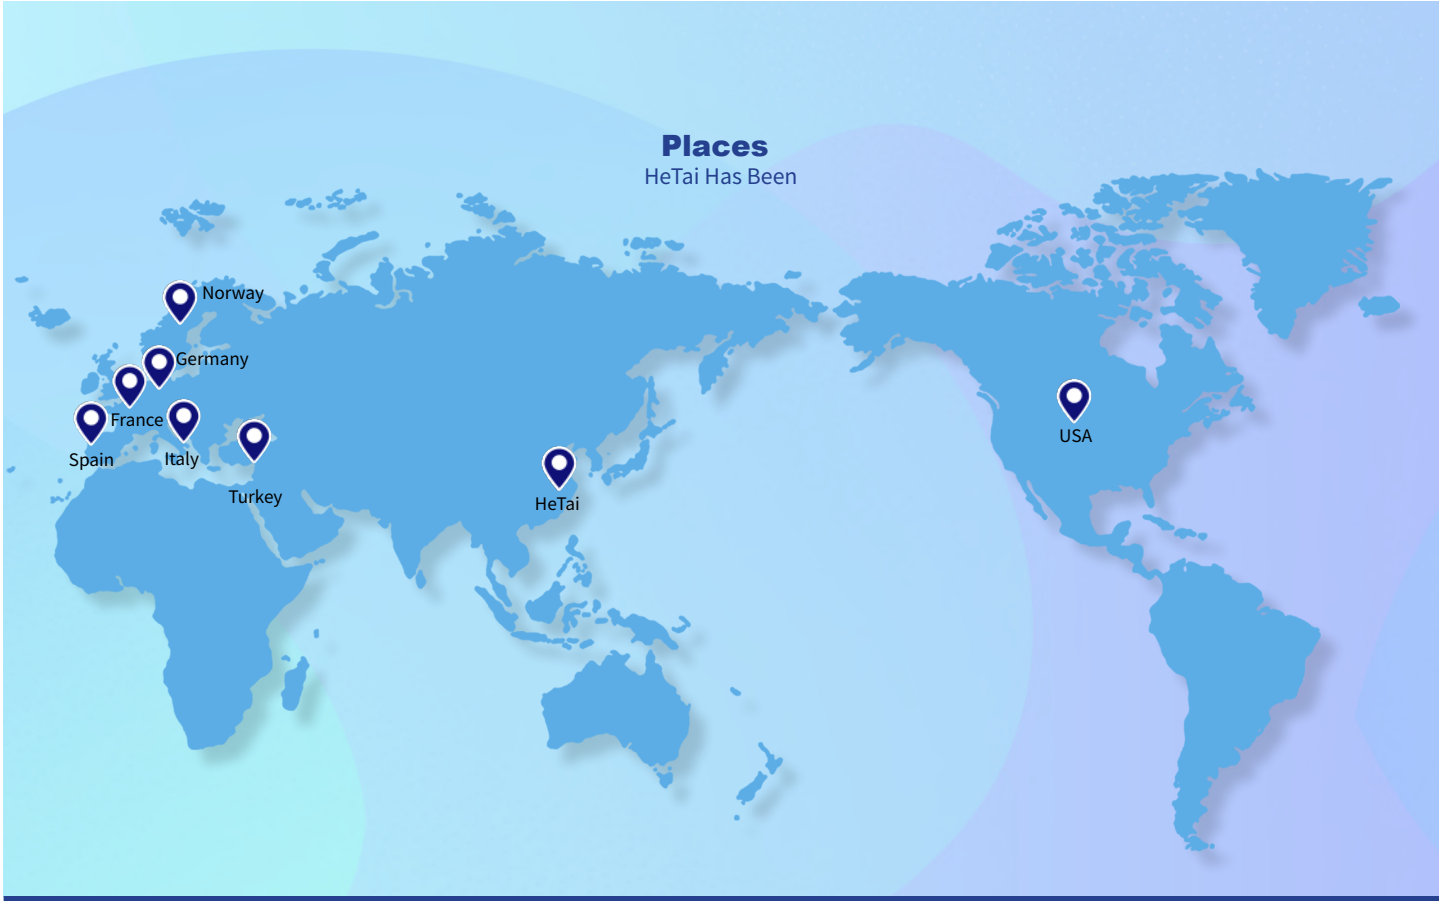 Places
HeTai Has Been
Norway
Germany
France
Spain
Italy
Turkey
HeTai
USA